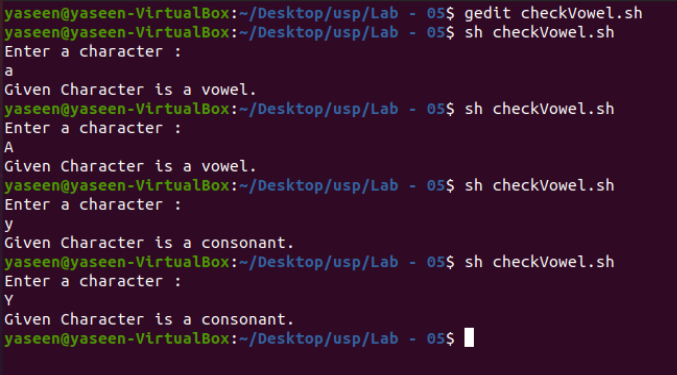 yaseen@yaseen-VirtualBox:~/Desktop/usp/Lab - 05$ gedit checkVowel.sh
yaseen@yaseen-VirtualBox:~/Desktop/usp/Lab - 05$ sh checkVowel.sh
Enter a character :
a
Given Character is a vowel.
yaseen@yaseen-VirtualBox:~/Desktop/usp/Lab - 05$ sh checkVowel.sh
Enter a character :
A
Given Character is a vowel.
yaseen@yaseen-VirtualBox:~/Desktop/usp/Lab - 05$ sh checkVowel.sh
Enter a character :
y
Given Character is a consonant.
yaseen@yaseen-VirtualBox:~/Desktop/usp/Lab - 05$ sh checkVowel.sh
Enter a character :
Y
Given Character is a consonant.
yaseen@yaseen-VirtualBox:~/Desktop/usp/Lab - 05$